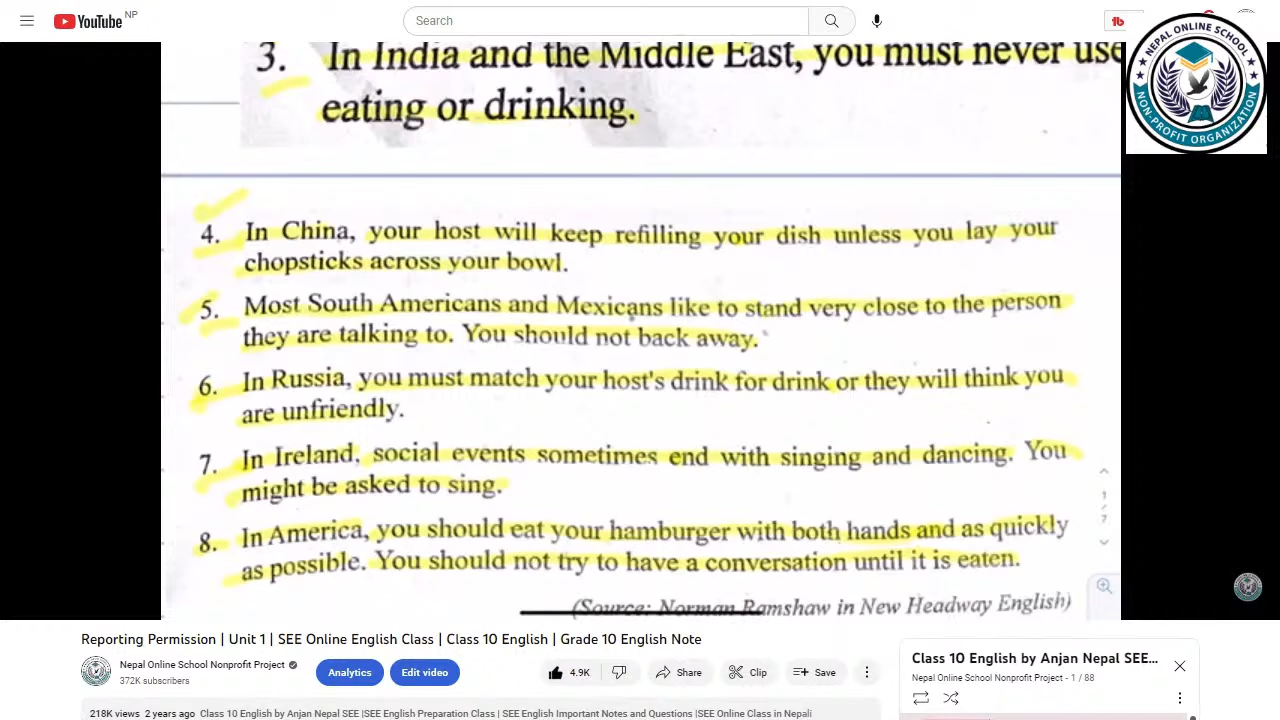 YouTube NP
Search
NEPAL ONLINE SCHOOL
NON-PROFIT ORGANIZATION
3. In India and the Middle East, you must never use
eating or drinking.
4. In China, your host will keep refilling your dish unless you lay your
chopsticks across your bowl.
5. Most South Americans and Mexicans like to stand very close to the person
they are talking to. You should not back away.
6. In Russia, you must match your host's drink for drink or they will think you
are unfriendly.
7. In Ireland, social events sometimes end with singing and dancing. You
might be asked to sing.
8. In America, you should eat your hamburger with both hands and as quickly
as possible. You should not try to have a conversation until it is eaten.
(Source: Norman Ramshaw in New Headway English)
1
/
7
Reporting Permission | Unit 1 | SEE Online English Class | Class 10 English | Grade 10 English Note
Nepal Online School Nonprofit Project
372K subscribers
Analytics
Edit video
4.9K
Share
Clip
Save
218K views 2 years ago Class 10 English by Anjan Nepal SEE |SEE English Preparation Class | SEE English Important Notes and Questions |SEE Online Class in Nepali
Class 10 English by Anjan Nepal SEE...
Nepal Online School Nonprofit Project - 1 / 88